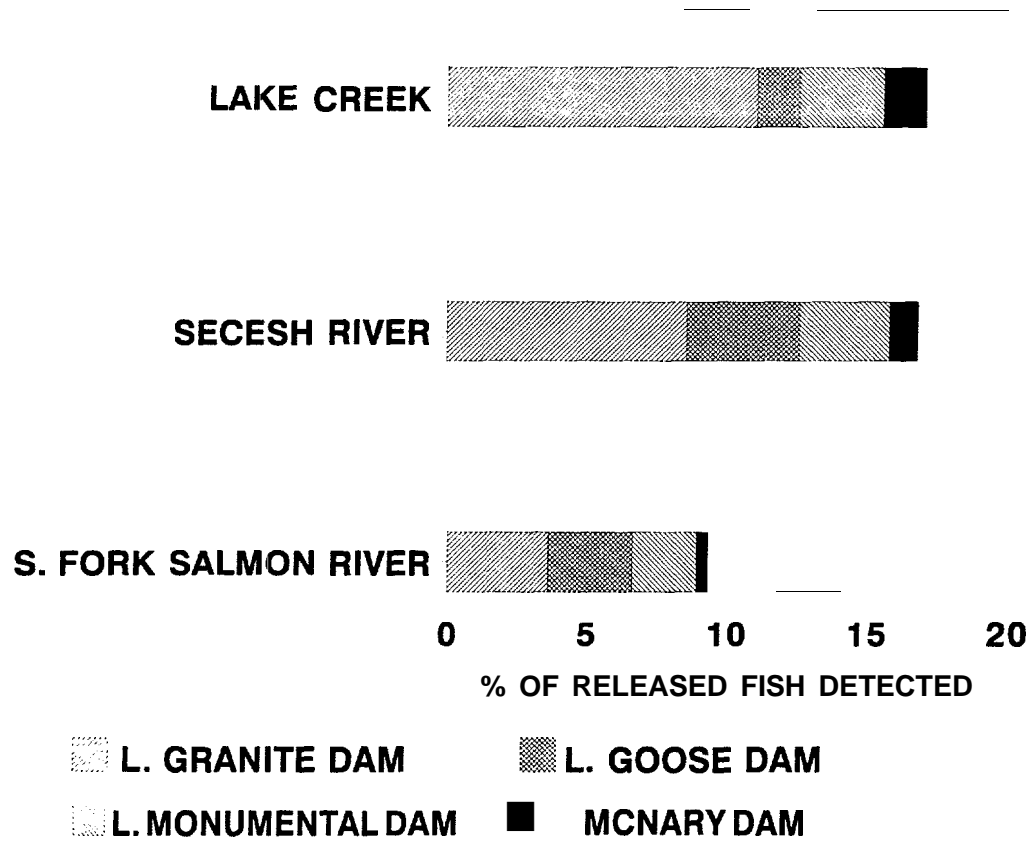 LAKE CREEK
SECESH RIVER
S. FORK SALMON RIVER
0 5 10 15 20
% OF RELEASED FISH DETECTED
L. GRANITE DAM L. GOOSE DAM
L. MONUMENTAL DAM MCNARY DAM